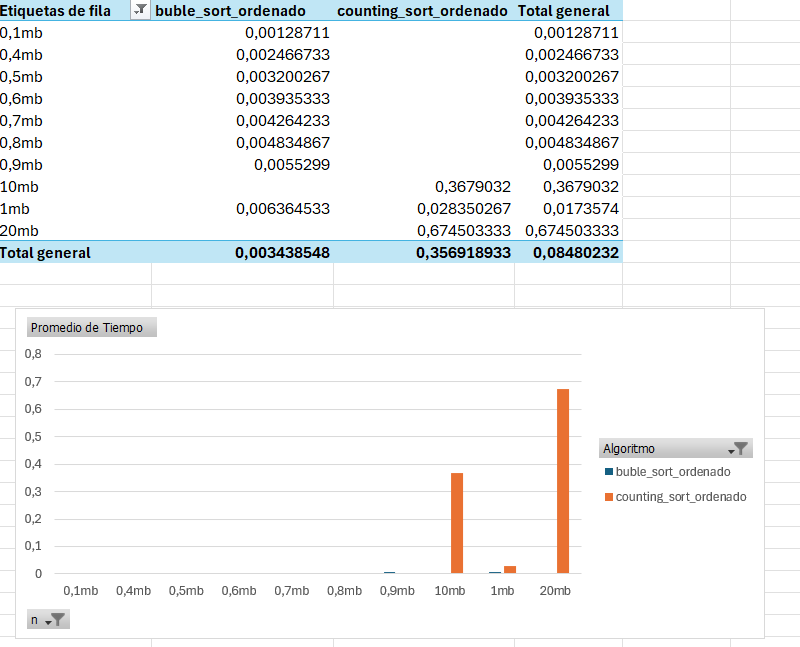 Etiquetas de fila buble_sort_ordenado counting_sort_ordenado Total general
0,1mb 0,00128711 0,00128711
0,4mb 0,002466733 0,002466733
0,5mb 0,003200267 0,003200267
0,6mb 0,003935333 0,003935333
0,7mb 0,004264233 0,004264233
0,8mb 0,004834867 0,004834867
0,9mb 0,0055299 0,0055299
10mb 0,3679032 0,3679032
1mb 0,006364533 0,028350267 0,0173574
20mb 0,674503333 0,674503333
Total general 0,003438548 0,356918933 0,08480232
Promedio de Tiempo
0,8
0,7
0,6
0,5
0,4
0,3
0,2
0,1
0
0,1mb 0,4mb 0,5mb 0,6mb 0,7mb 0,8mb 0,9mb 10mb 1mb 20mb
Algoritmo
buble_sort_ordenado
counting_sort_ordenado
n